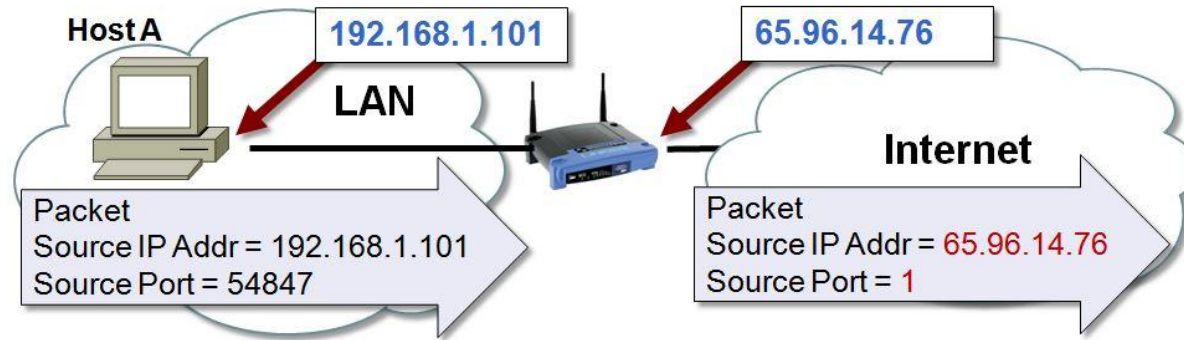 Host A
192.168.1.101
65.96.14.76
LAN
Internet
Packet
Source IP Addr = 192.168.1.101
Source Port = 54847
Packet
Source IP Addr = 65.96.14.76
Source Port = 1